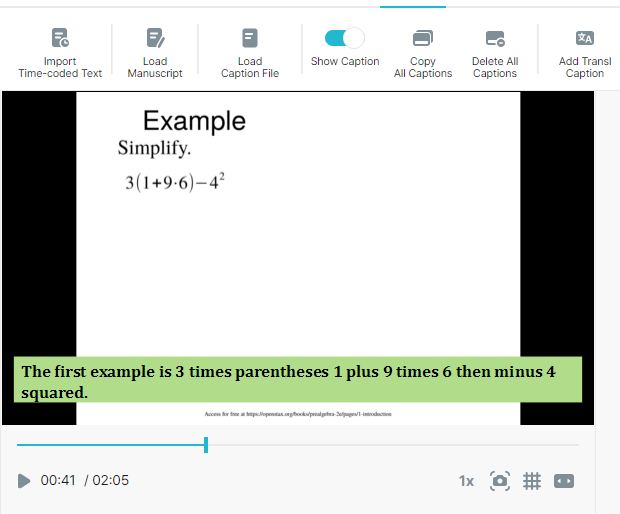 Import
Time-coded Text
Load
Manuscript
Load
Caption File
Show Caption
Copy
All Captions
Delete All
Captions
Add Transl
Caption
Example
Simplify.
3(1+9·6)−4²
The first example is 3 times parentheses 1 plus 9 times 6 then minus 4
squared.
Access for free at https://openstax.org/books/prealgebra-2e/pages/1-introduction
00:41 / 02:05
1x